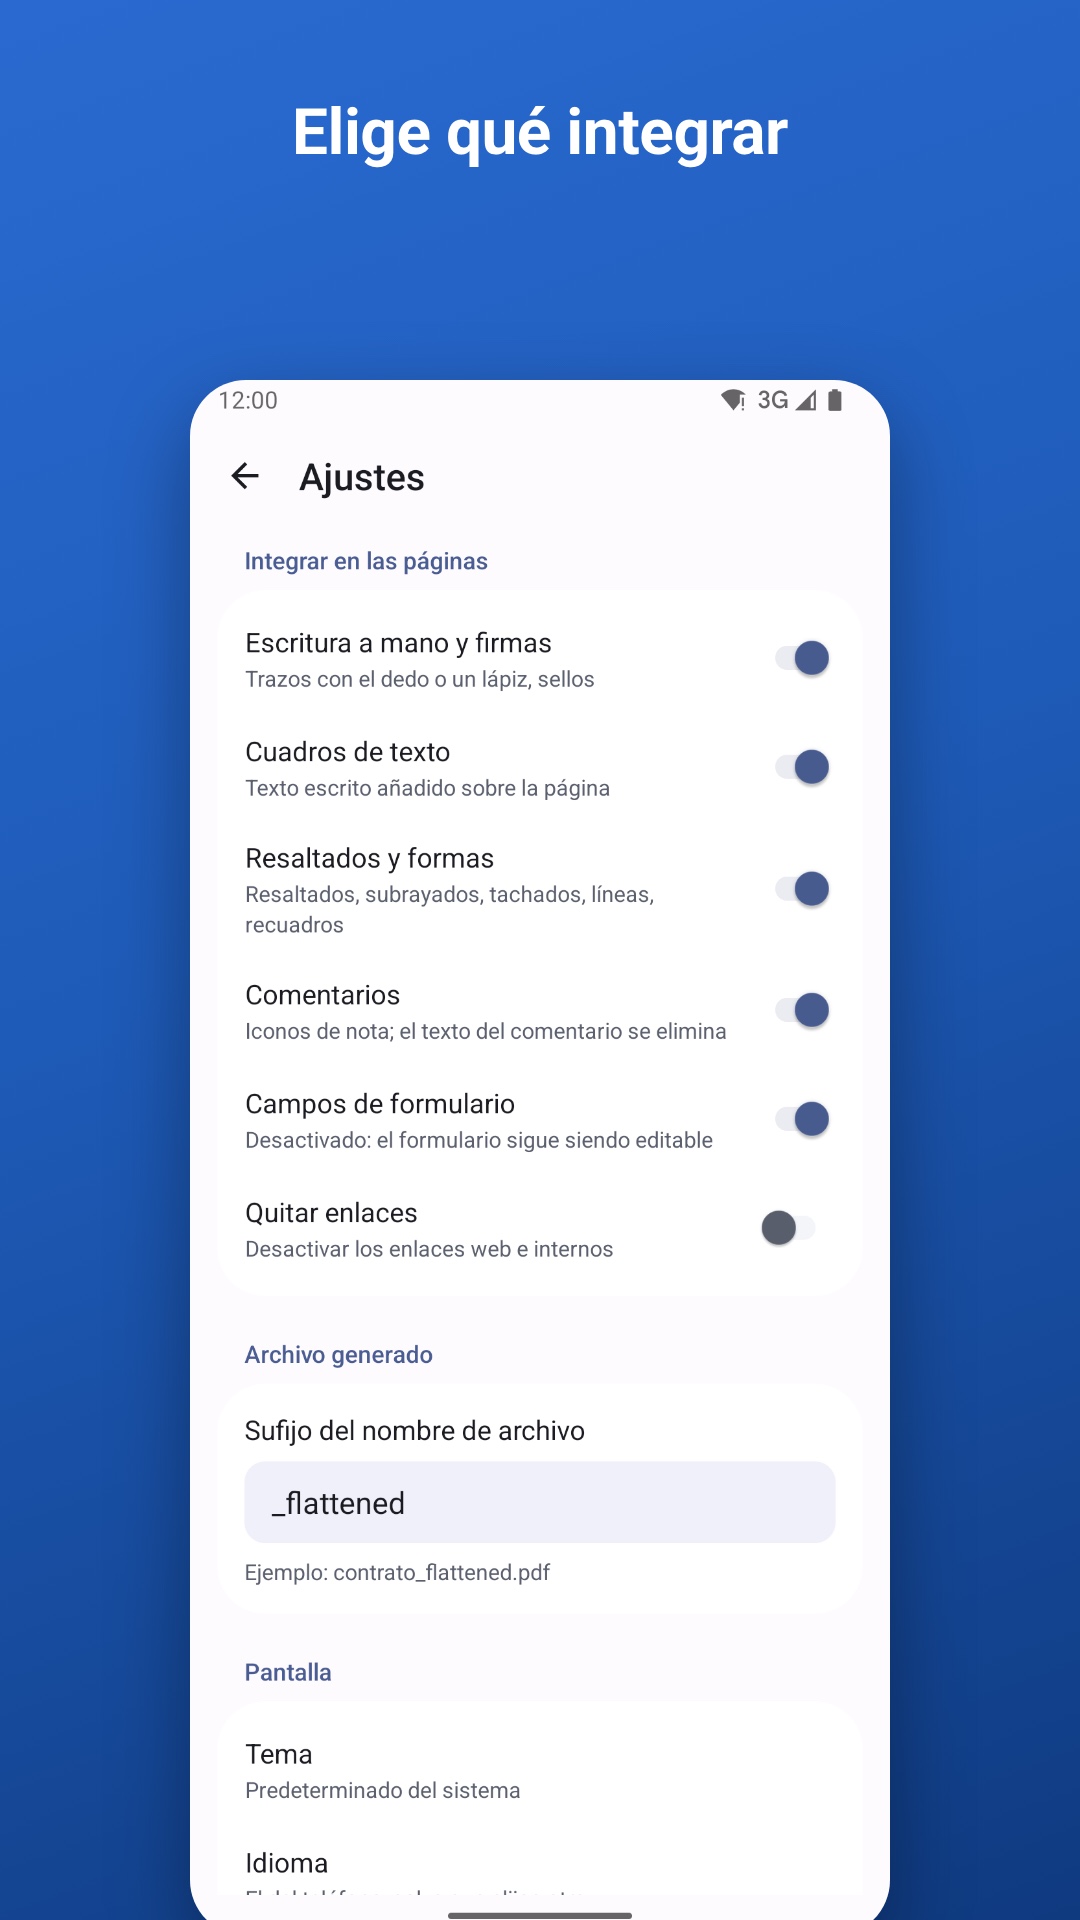 Elige qué integrar
12:00
3G
Ajustes
Integrar en las páginas
Escritura a mano y firmas
Trazos con el dedo o un lápiz, sellos
Cuadros de texto
Texto escrito añadido sobre la página
Resaltados y formas
Resaltados, subrayados, tachados, líneas,
recuadros
Comentarios
Iconos de nota; el texto del comentario se elimina
Campos de formulario
Desactivado: el formulario sigue siendo editable
Quitar enlaces
Desactivar los enlaces web e internos
Archivo generado
Sufijo del nombre de archivo
_flattened
Ejemplo: contrato_flattened.pdf
Pantalla
Tema
Predeterminado del sistema
Idioma